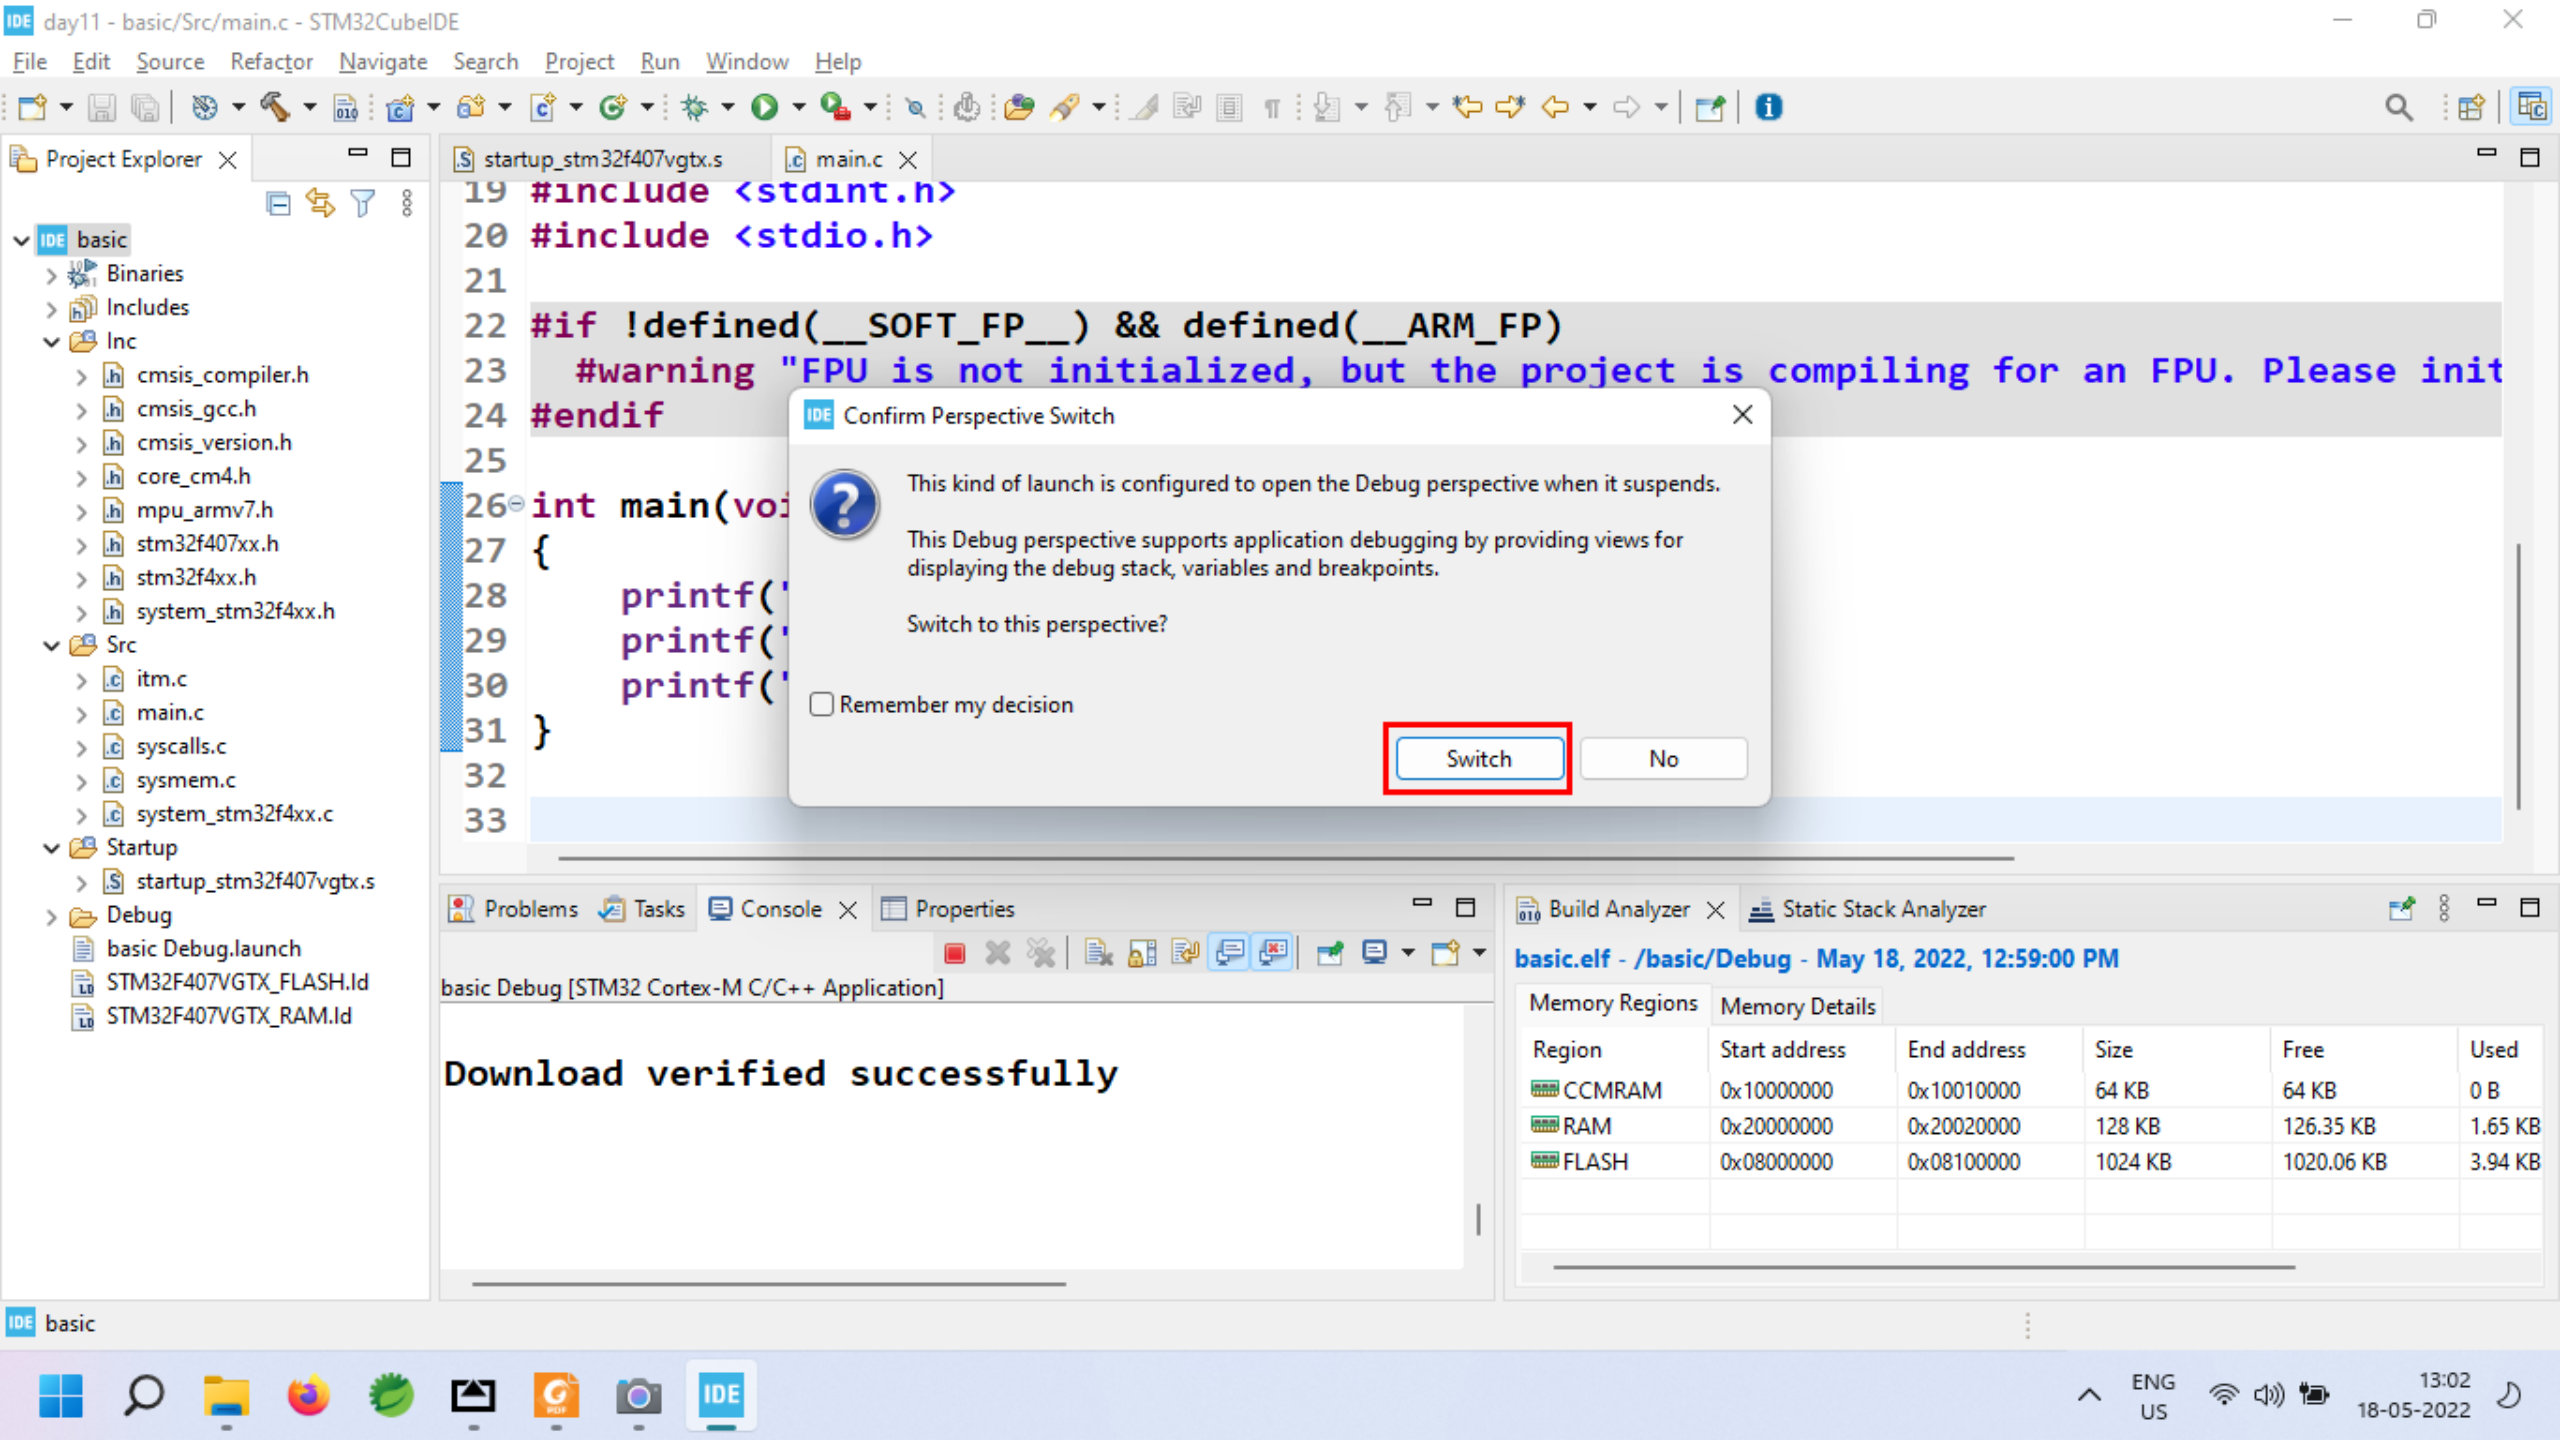 IDE day11 - basic/Src/main.c - STM32CubeIDE
File Edit Source Refactor Navigate Search Project Run Window Help
Project Explorer
IDE basic
Binaries
Includes
Inc
cmsis_compiler.h
cmsis_gcc.h
cmsis_version.h
core_cm4.h
mpu_armv7.h
stm32f407xx.h
stm32f4xx.h
system_stm32f4xx.h
Src
itm.c
main.c
syscalls.c
sysmem.c
system_stm32f4xx.c
Startup
startup_stm32f407vgtx.s
Debug
basic Debug.launch
STM32F407VGTX_FLASH.ld
STM32F407VGTX_RAM.ld
startup_stm32f407vgtx.s main.c
19 #include <stdint.h>
20 #include <stdio.h>
21
22 #if !defined(__SOFT_FP__) && defined(__ARM_FP)
23 #warning "FPU is not initialized, but the project is compiling for an FPU. Please init
24 #endif
25
26 int main(voi
27 {
28 printf("
29 printf("
30 printf("
31 }
32
33
IDE Confirm Perspective Switch
This kind of launch is configured to open the Debug perspective when it suspends.
This Debug perspective supports application debugging by providing views for
displaying the debug stack, variables and breakpoints.
Switch to this perspective?
Remember my decision
Switch No
Problems Tasks Console Properties
basic Debug [STM32 Cortex-M C/C++ Application]
Download verified successfully
Build Analyzer Static Stack Analyzer
basic.elf - /basic/Debug - May 18, 2022, 12:59:00 PM
Memory Regions Memory Details
Region Start address End address Size Free Used
CCMRAM 0x10000000 0x10010000 64 KB 64 KB 0 B
RAM 0x20000000 0x20020000 128 KB 126.35 KB 1.65 KB
FLASH 0x08000000 0x08100000 1024 KB 1020.06 KB 3.94 KB
IDE basic
IDE
ENG
US
13:02
18-05-2022